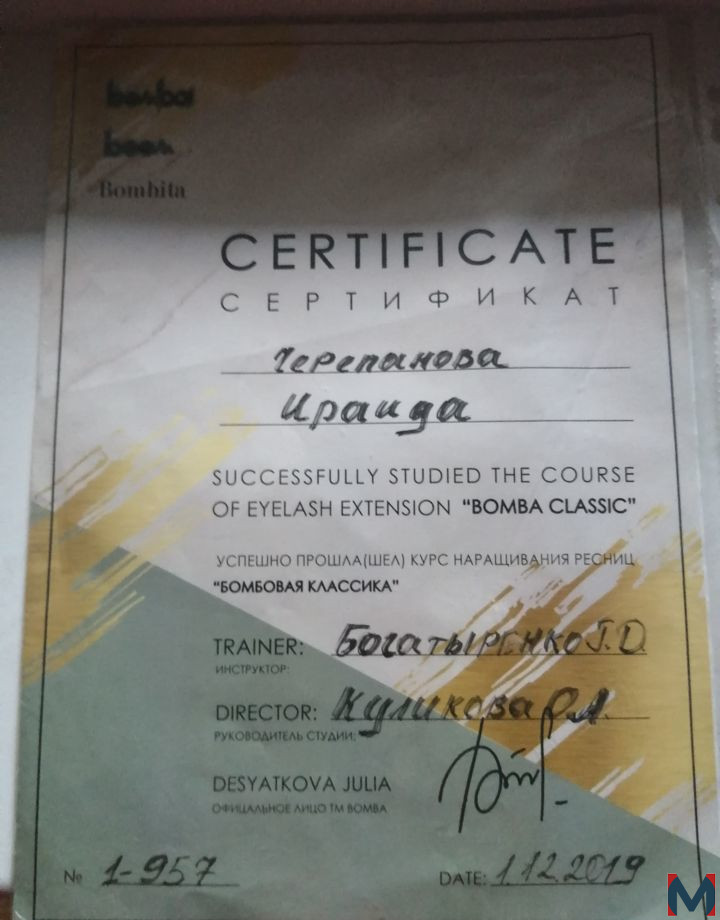 bomba
Bombita
CERTIFICATE
СЕРТИФИКАТ
Черепанова
Ираида
SUCCESSFULLY STUDIED THE COURSE
OF EYELASH EXTENSION "BOMBA CLASSIC"
УСПЕШНО ПРОШЛА(ШЕЛ) КУРС НАРАЩИВАНИЯ РЕСНИЦ
"БОМБОВАЯ КЛАССИКА"
TRAINER: Богатыренко
ИНСТРУКТОР:
DIRECTOR: Куликова
РУКОВОДИТЕЛЬ СТУДИИ:
DESYATKOVA JULIA
ОФИЦАЛЬНОЕ ЛИЦО ТМ BOMBA
№ 1-957 DATE: 1.12.2019
M